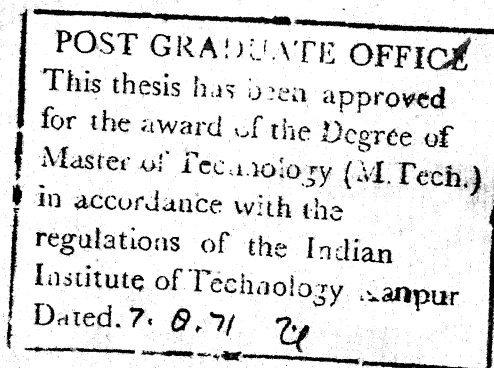 POST GRADUATE OFFICE
This thesis has been approved
for the award of the Degree of
Master of Technology (M.Tech.)
in accordance with the
regulations of the Indian
Institute of Technology Kanpur
Dated. 7. 8. 71